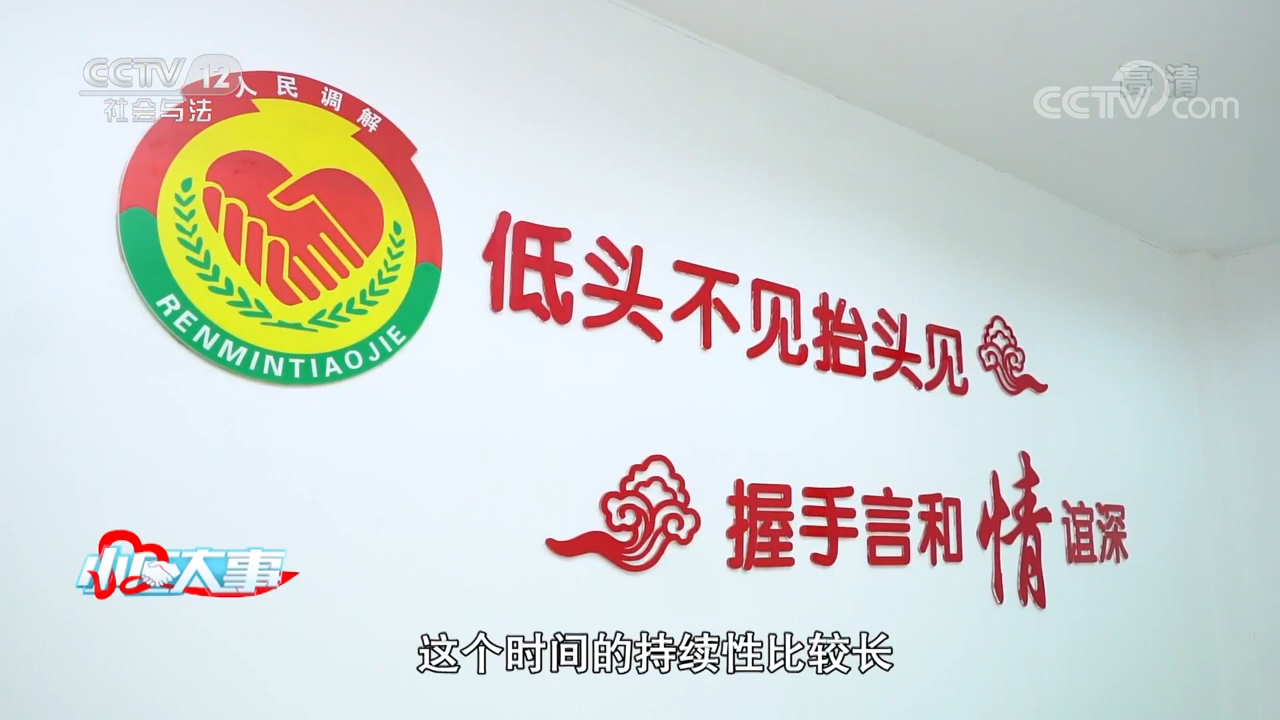 CCTV 12
社会与法
高清
CCTV com
人民调解
RENMINTIAOJIE
低头不见抬头见
握手言和情谊深
小区大事
这个时间的持续性比较长